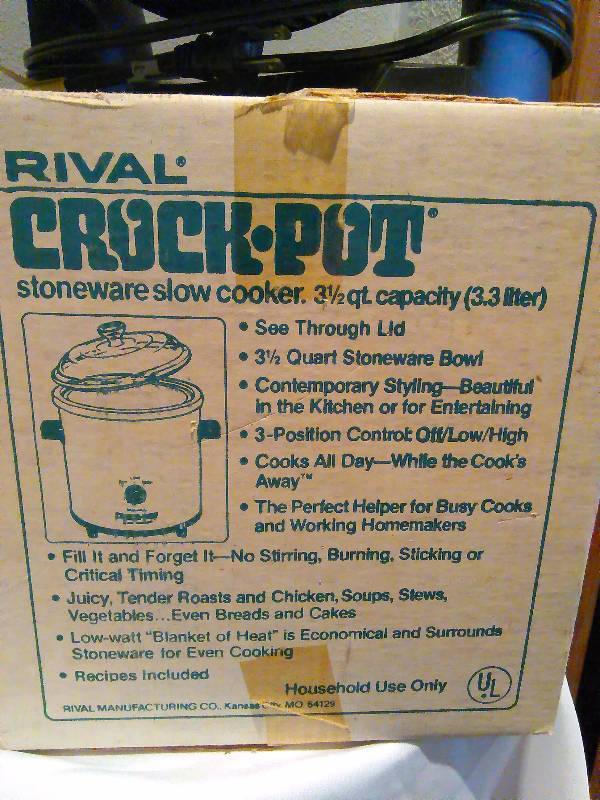 RIVAL®
CROCK•POT®
stoneware slow cooker. 3½ qt. capacity (3.3 liter)
• See Through Lid
• 3½ Quart Stoneware Bowl
• Contemporary Styling—Beautiful
in the Kitchen or for Entertaining
• 3-Position Control: Off/Low/High
• Cooks All Day—While the Cook's
Away™
• The Perfect Helper for Busy Cooks
and Working Homemakers
• Fill It and Forget It—No Stirring, Burning, Sticking or
Critical Timing
• Juicy, Tender Roasts and Chicken, Soups, Stews,
Vegetables...Even Breads and Cakes
• Low-watt "Blanket of Heat" is Economical and Surrounds
Stoneware for Even Cooking
• Recipes Included
Household Use Only
UL
RIVAL MANUFACTURING CO., Kansas City, MO 64129